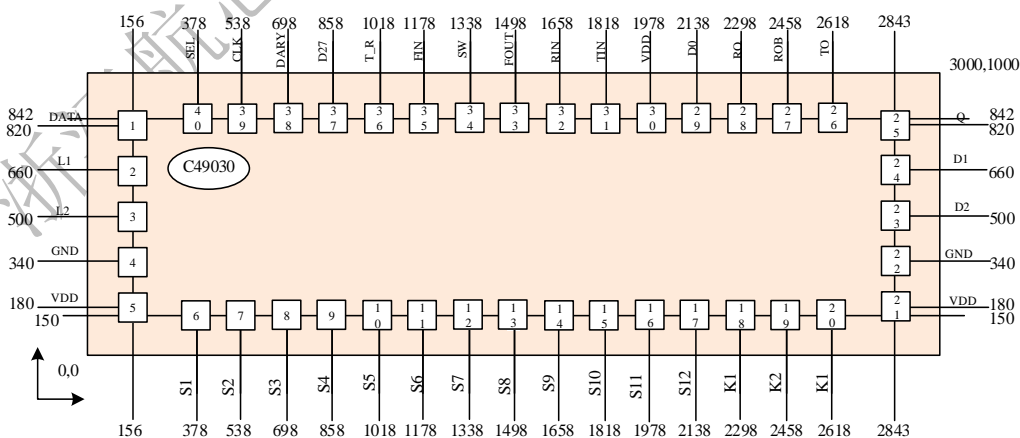 156 378 538 698 858 1018 1178 1338 1498 1658 1818 1978 2138 2298 2458 2618 2843
SEL CLK DARY D27 T_R FIN SW FOUT RIN TIN VDD D0 RO ROB TO
3000,1000
40 39 38 37 36 35 34 33 32 31 30 29 28 27 26
842 DATA 1 25 Q 842
820 820
660 L1 2 C49030 24 D1 660
500 L2 3 23 D2 500
340 GND 4 22 GND 340
180 VDD 5 21 VDD 180
150 6 7 8 9 10 11 12 13 14 15 16 17 18 19 20 150
0,0
S1 S2 S3 S4 S5 S6 S7 S8 S9 S10 S11 S12 K1 K2 K1
156 378 538 698 858 1018 1178 1338 1498 1658 1818 1978 2138 2298 2458 2618 2843